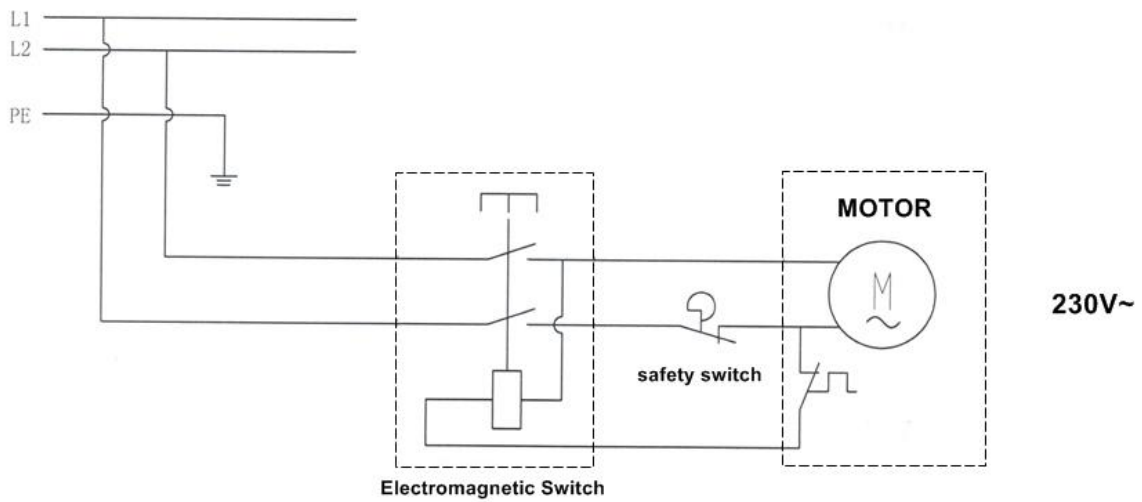 L1
L2
PE
MOTOR
M
230V~
safety switch
Electromagnetic Switch